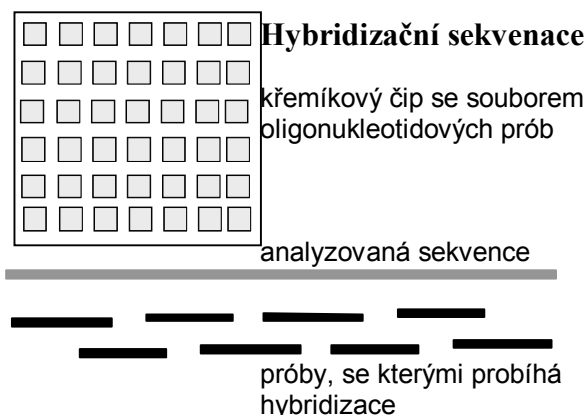 Hybridizační sekvenace
křemíkový čip se souborem
oligonukleotidových prób
analyzovaná sekvence
próby, se kterými probíhá
hybridizace